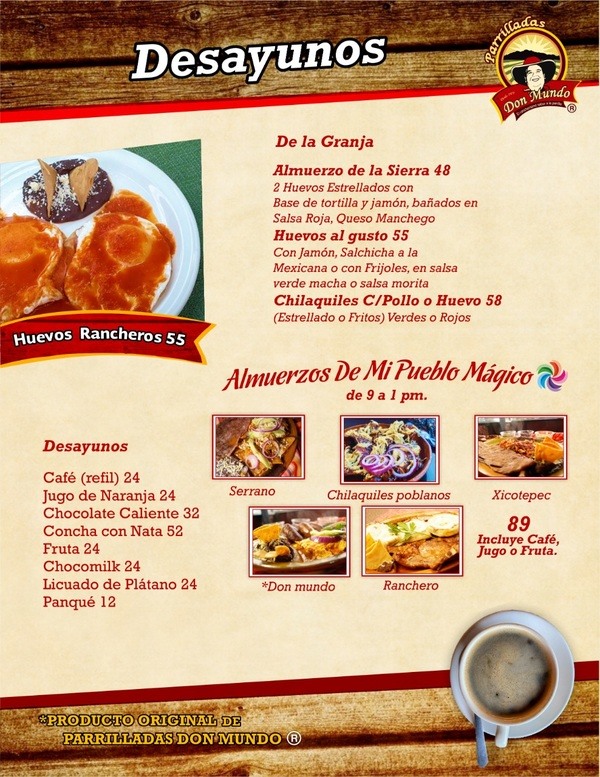 Desayunos
Parrilladas
Don Mundo
®
De la Granja
Almuerzo de la Sierra 48
2 Huevos Estrellados con
Base de tortilla y jamón, bañados en
Salsa Roja, Queso Manchego
Huevos al gusto 55
Con Jamón, Salchicha a la
Mexicana o con Frijoles, en salsa
verde macha o salsa morita
Chilaquiles C/Pollo o Huevo 58
(Estrellado o Fritos) Verdes o Rojos
Huevos Rancheros 55
Almuerzos De Mi Pueblo Mágico
de 9 a 1 pm.
Desayunos
Café (refil) 24
Jugo de Naranja 24
Chocolate Caliente 32
Concha con Nata 52
Fruta 24
Chocomilk 24
Licuado de Plátano 24
Panqué 12
Serrano
Chilaquiles poblanos
Xicotepec
*Don mundo
Ranchero
89
Incluye Café,
Jugo o Fruta.
*PRODUCTO ORIGINAL DE
PARRILLADAS DON MUNDO ®